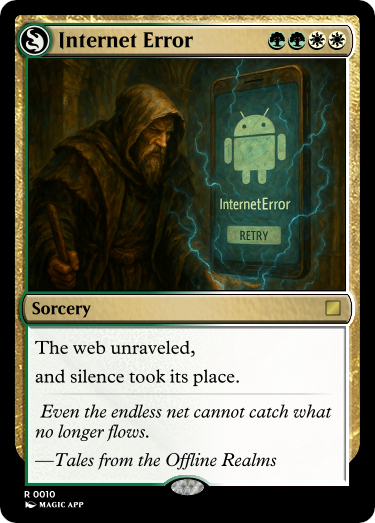 Internet Error
InternetError
RETRY
Sorcery
The web unraveled,
and silence took its place.
Even the endless net cannot catch what
no longer flows.
—Tales from the Offline Realms
R 0010
MAGIC APP